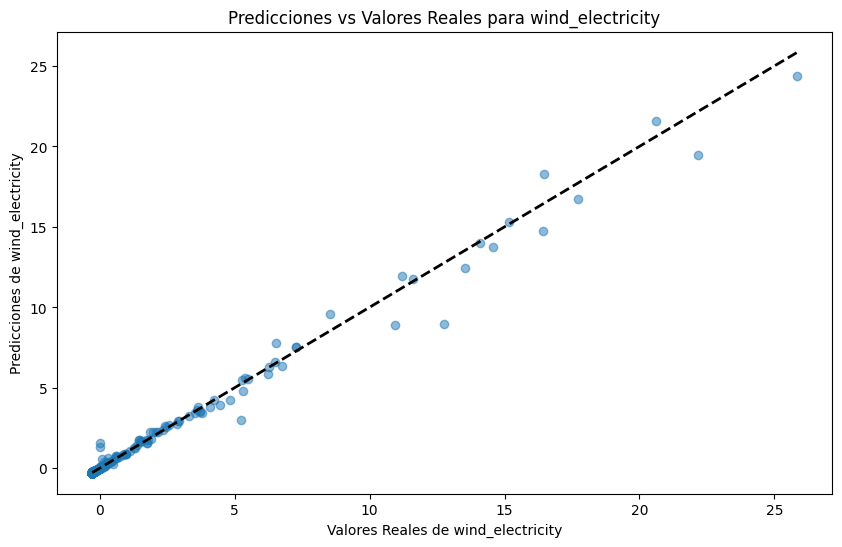 Predicciones vs Valores Reales para wind_electricity
Predicciones de wind_electricity
25
20
15
10
5
0
0 5 10 15 20 25
Valores Reales de wind_electricity